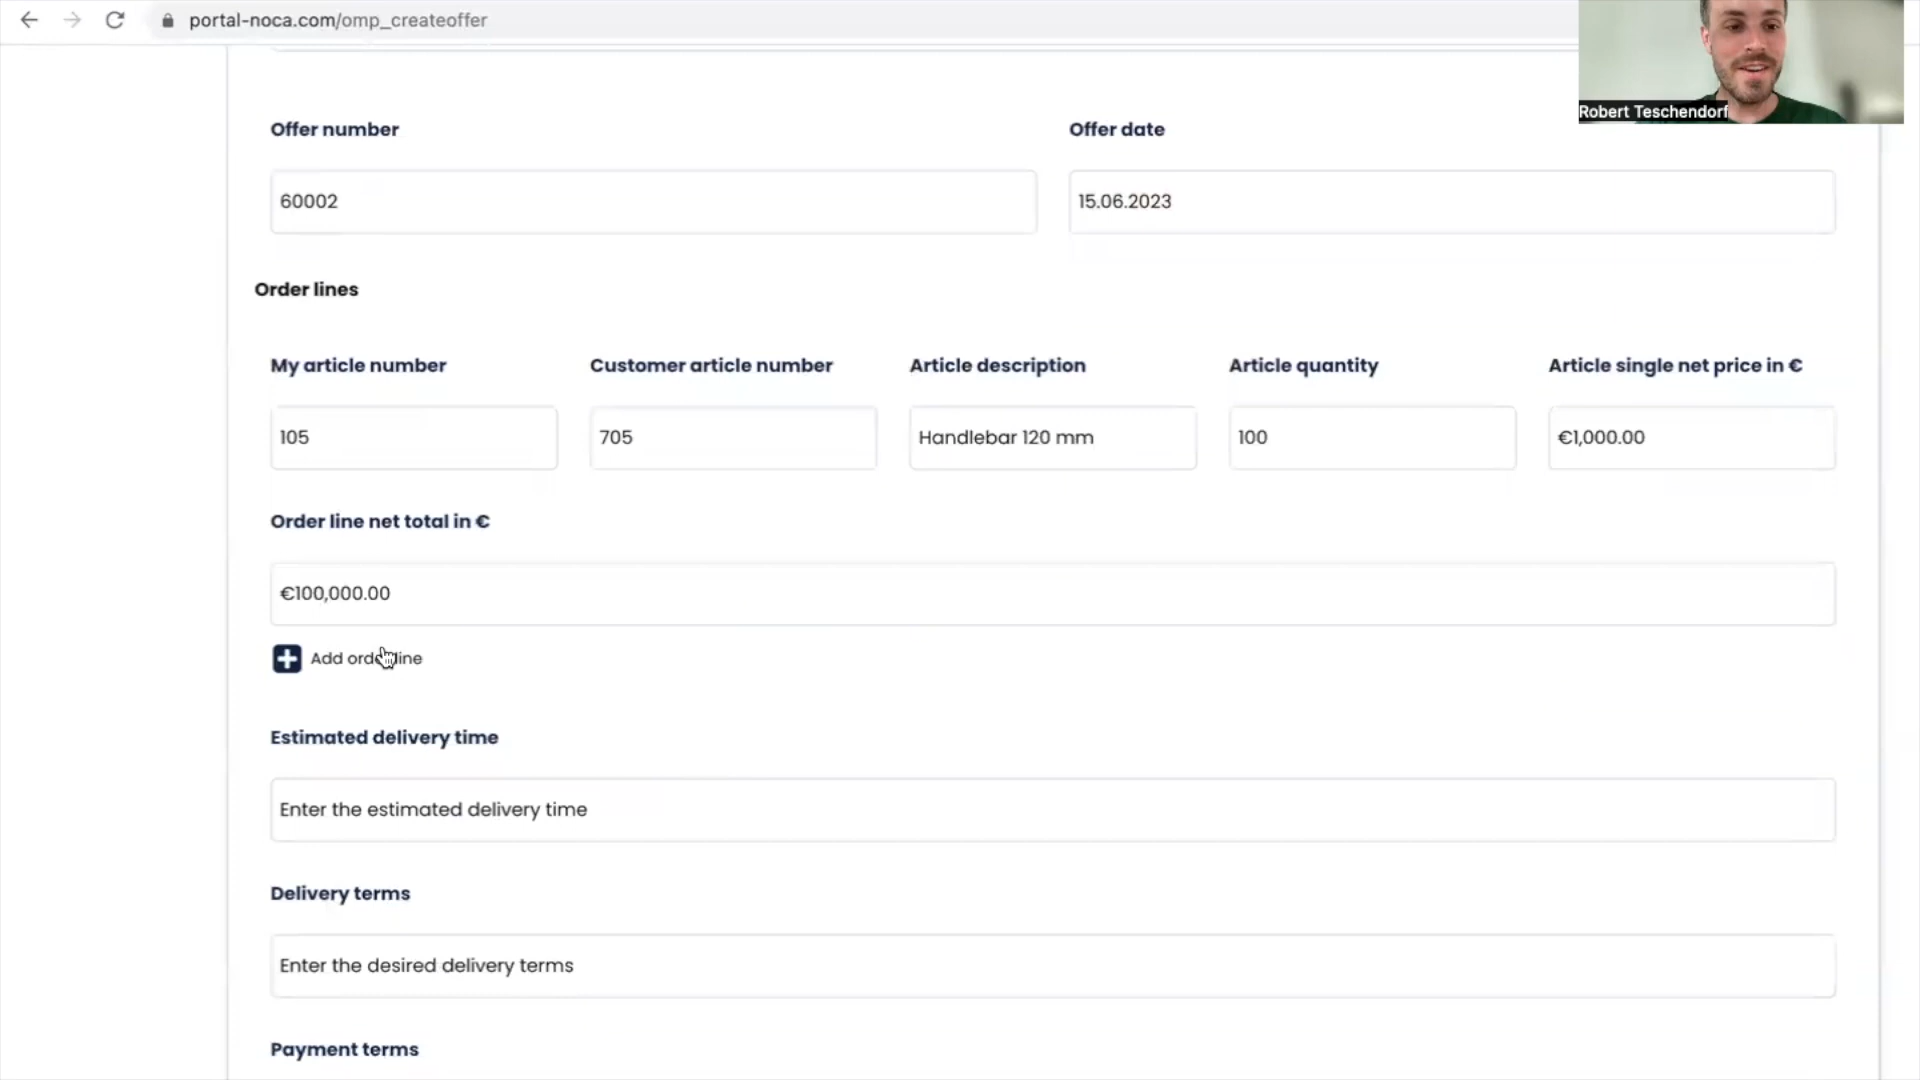 portal-noca.com/omp_createoffer
Robert Teschendorf
Offer number Offer date
60002 15.06.2023
Order lines
My article number Customer article number Article description Article quantity Article single net price in €
105 705 Handlebar 120 mm 100 €1,000.00
Order line net total in €
€100,000.00
Add order line
Estimated delivery time
Enter the estimated delivery time
Delivery terms
Enter the desired delivery terms
Payment terms